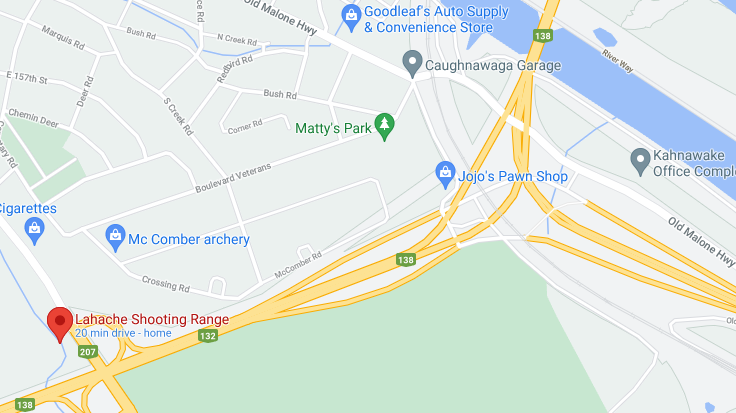 Old Malone Hwy
Goodleaf's Auto Supply
& Convenience Store
138
River Way
Marquis Rd
Bush Rd
N Creek Rd
Redbird Rd
Caughnawaga Garage
E 157th St
Deer Rd
S Creek Rd
Bush Rd
Chemin Deer
Corner Rd
Matty's Park
Kahnawake
Office Comple
Boulevard Veterans
Jojo's Pawn Shop
Cigarettes
Mc Comber archery
Old Malone Hwy
McComber Rd
138
Crossing Rd
Lahache Shooting Range
20 min drive - home
132
207
138
Old